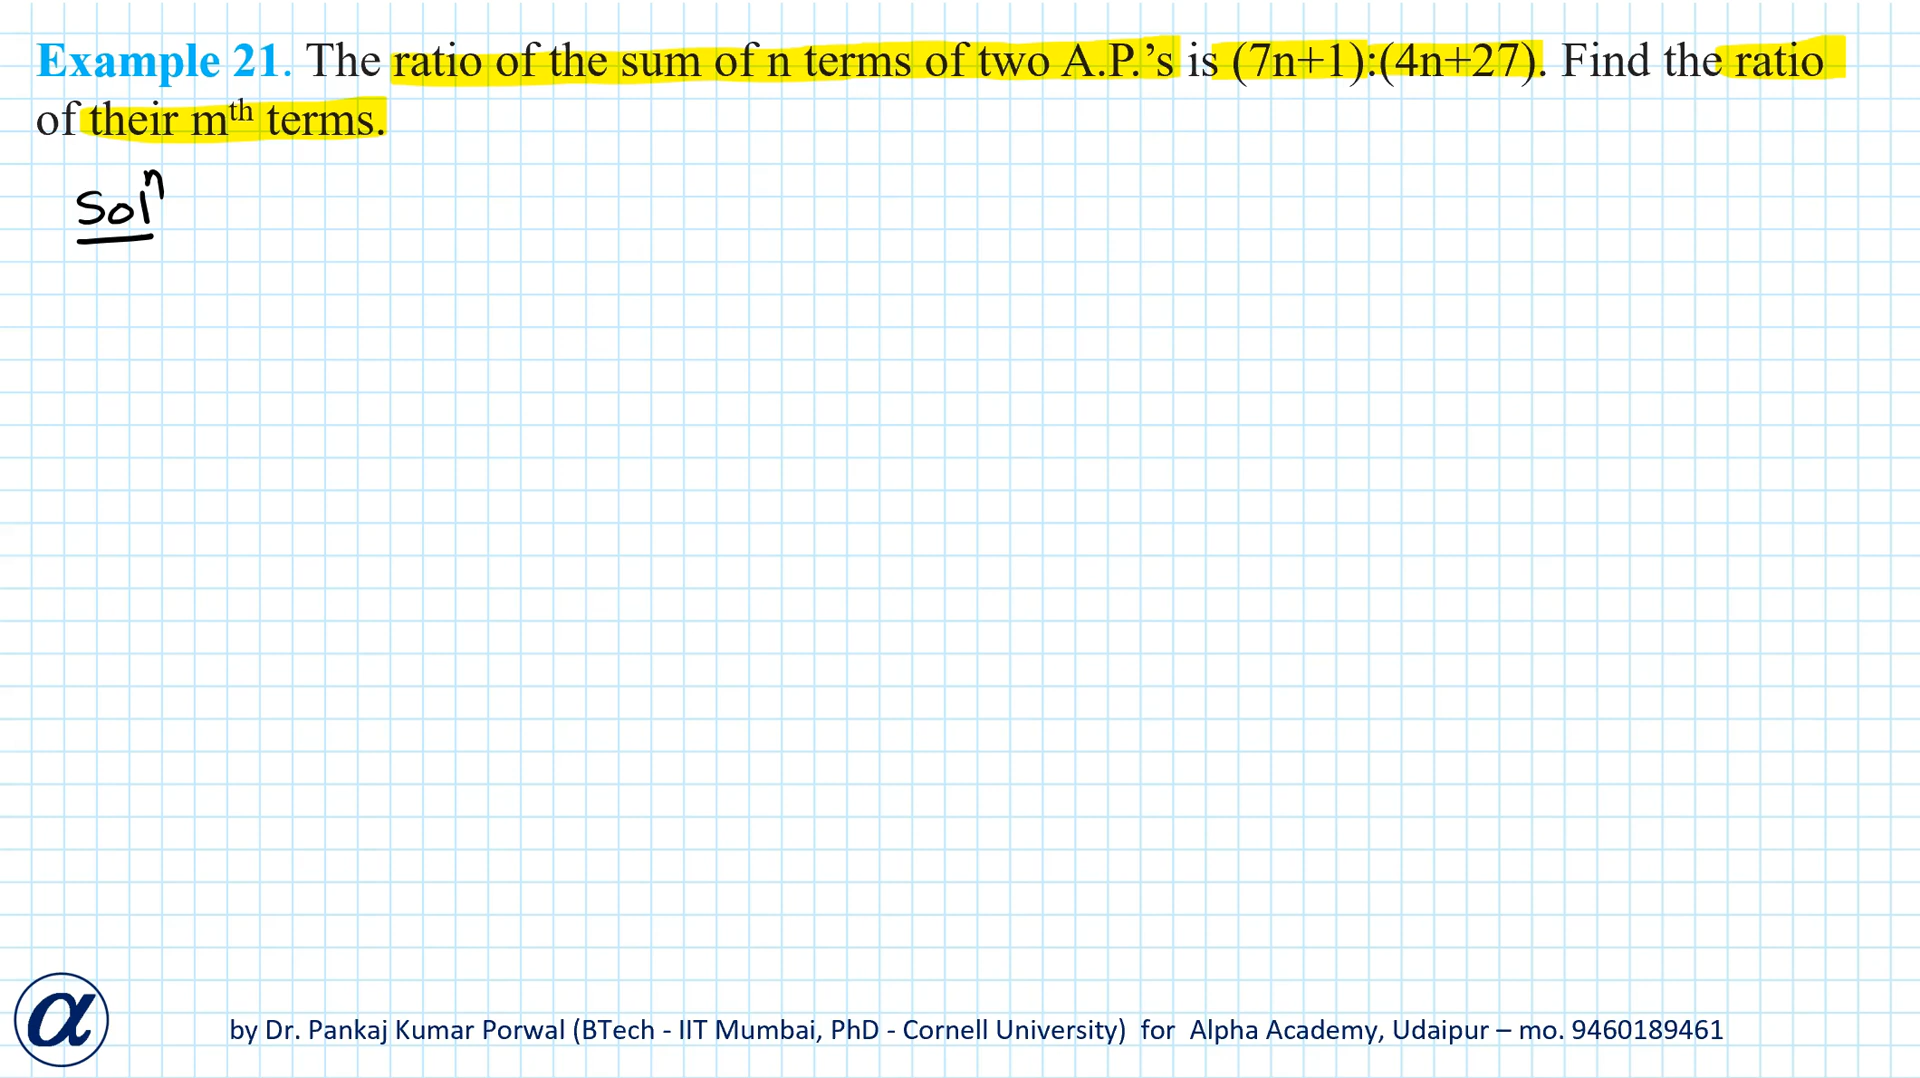 Example 21. The ratio of the sum of n terms of two A.P.’s is (7n+1):(4n+27). Find the ratio
of their mᵗʰ terms.
Solⁿ
α
by Dr. Pankaj Kumar Porwal (BTech - IIT Mumbai, PhD - Cornell University) for Alpha Academy, Udaipur – mo. 9460189461